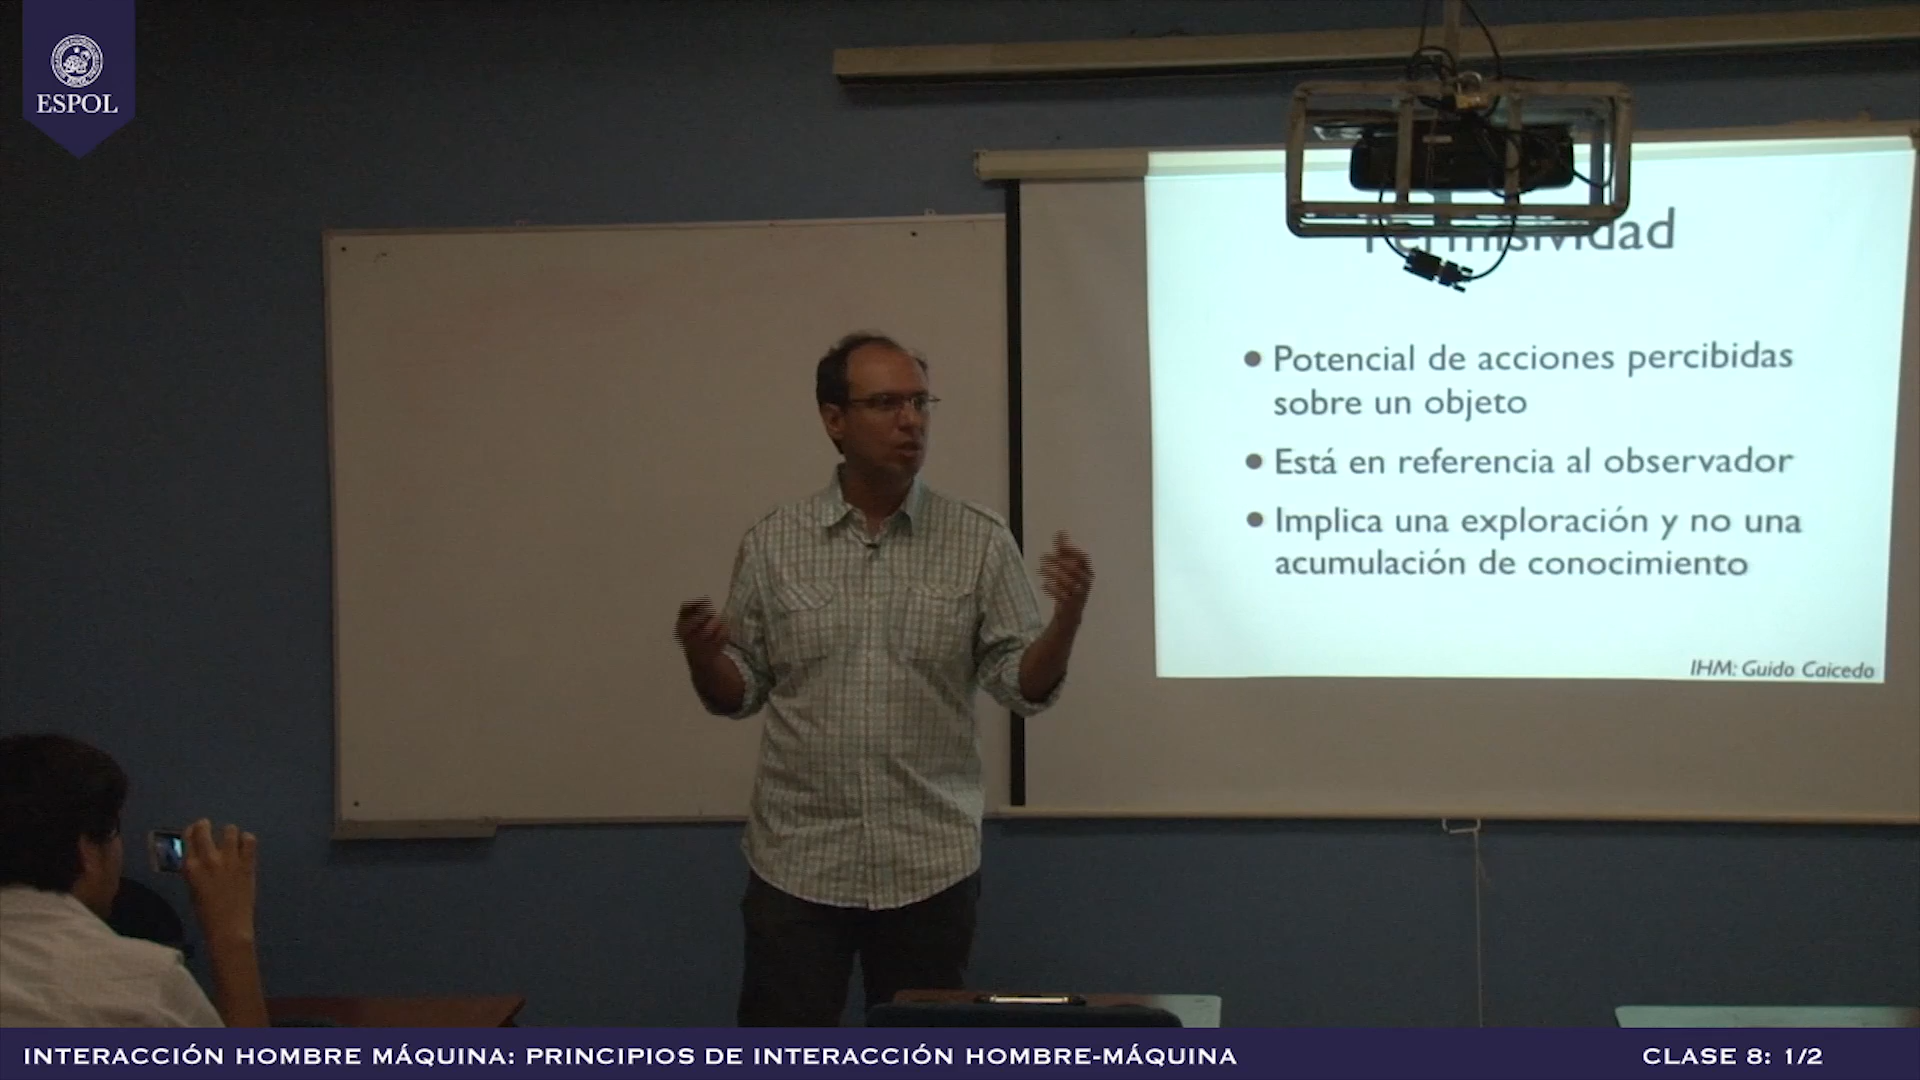 ESPOL
Permisividad
• Potencial de acciones percibidas
sobre un objeto
• Está en referencia al observador
• Implica una exploración y no una
acumulación de conocimiento
IHM: Guido Caicedo
INTERACCIÓN HOMBRE MÁQUINA: PRINCIPIOS DE INTERACCIÓN HOMBRE-MÁQUINA
CLASE 8: 1/2